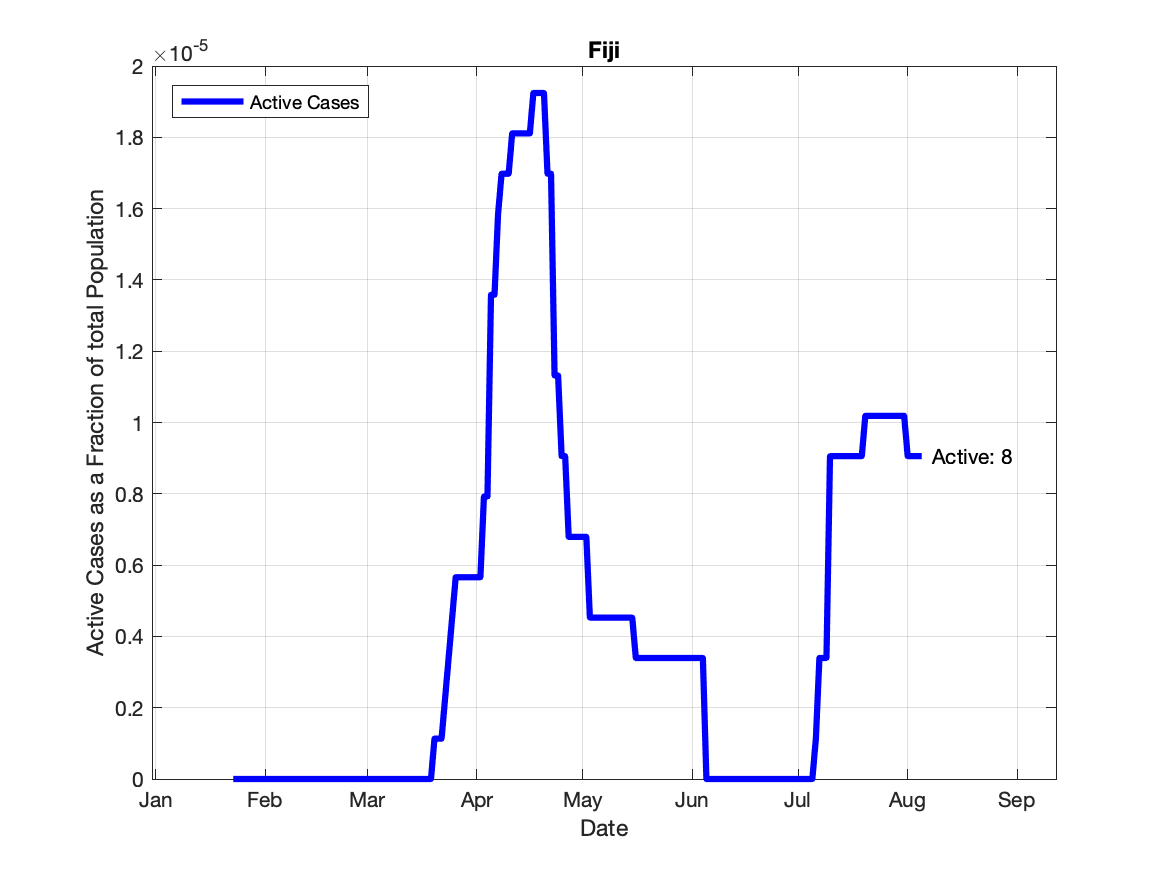 Fiji
×10-5
Active Cases
Active Cases as a Fraction of total Population
2
1.8
1.6
1.4
1.2
1
0.8
0.6
0.4
0.2
0
Active: 8
Jan Feb Mar Apr May Jun Jul Aug Sep
Date